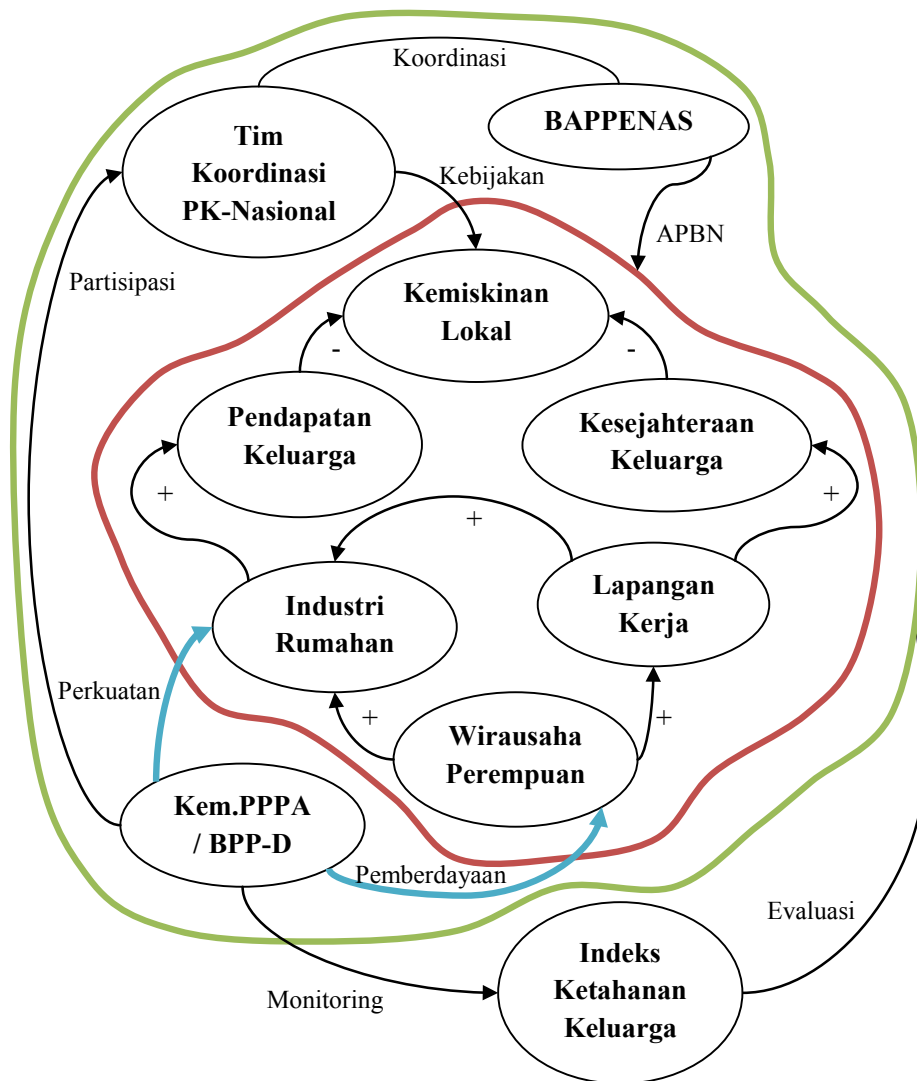 Koordinasi
BAPPENAS
Tim
Koordinasi
PK-Nasional
Kebijakan
APBN
Partisipasi
Kemiskinan
Lokal
-
-
Pendapatan
Keluarga
Kesejahteraan
Keluarga
+
+
+
Industri
Rumahan
Lapangan
Kerja
Perkuatan
+
+
Wirausaha
Perempuan
Kem.PPPA
/ BPP-D
Pemberdayaan
Evaluasi
Indeks
Ketahanan
Keluarga
Monitoring